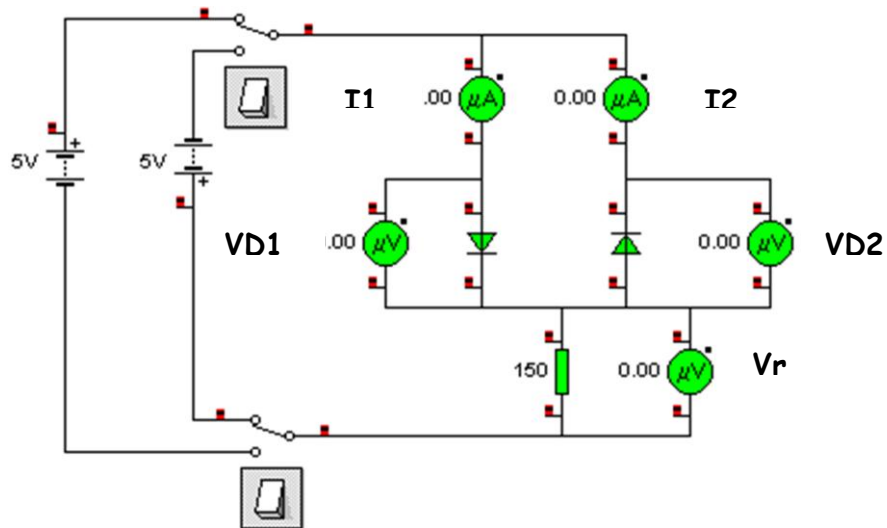 I1 .00 µA 0.00 µA I2
5V + 5V +
VD1 .00 µV 0.00 µV VD2
150 0.00 µV Vr